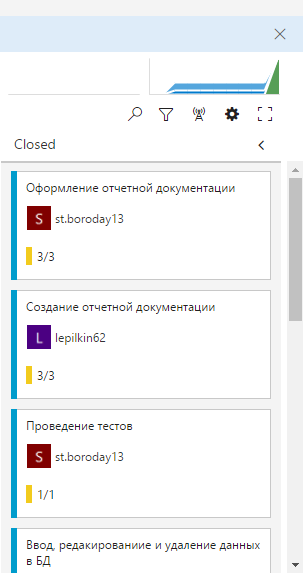 Closed
Оформление отчетной документации
S st.boroday13
3/3
Создание отчетной документации
L lepilkin62
3/3
Проведение тестов
S st.boroday13
1/1
Ввод, редакированиие и удаление данных
в БД